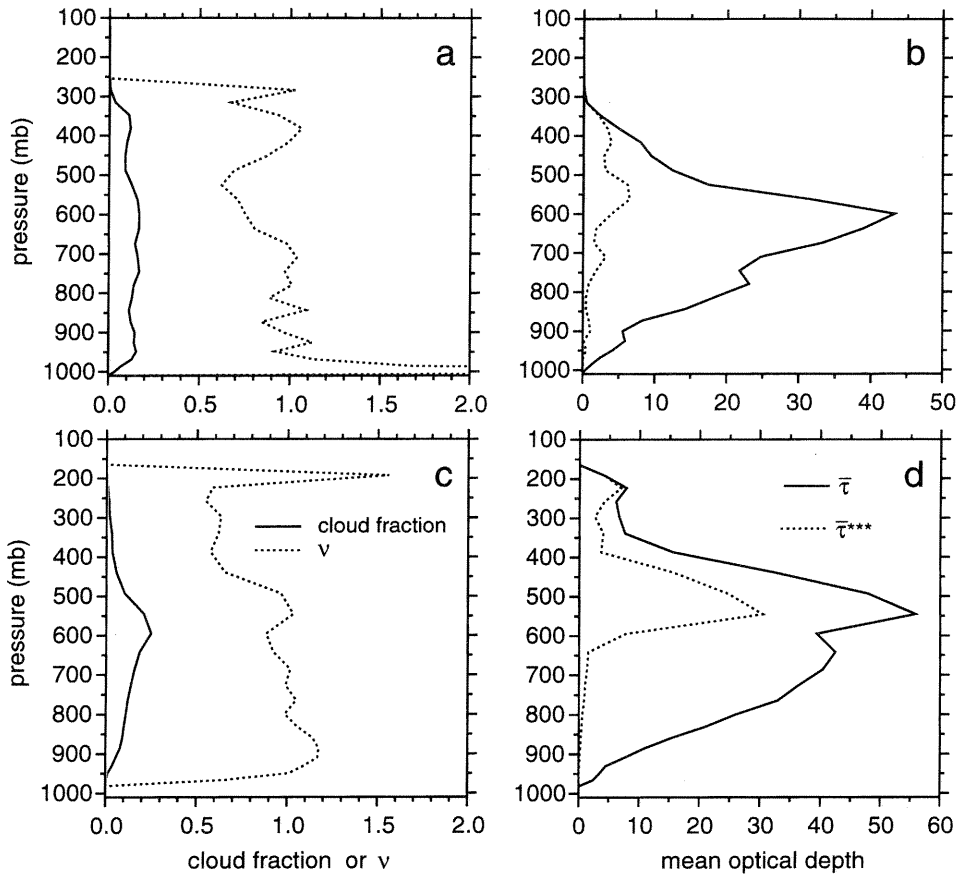 a
100
200
300
400
500
600
700
800
900
1000
pressure (mb)
0.0 0.5 1.0 1.5 2.0
b
100
200
300
400
500
600
700
800
900
1000
0 10 20 30 40 50
c
100
200
300
400
500
600
700
800
900
1000
pressure (mb)
cloud fraction
ν
0.0 0.5 1.0 1.5 2.0
cloud fraction or ν
d
100
200
300
400
500
600
700
800
900
1000
τ̄
τ̄***
0 10 20 30 40 50 60
mean optical depth